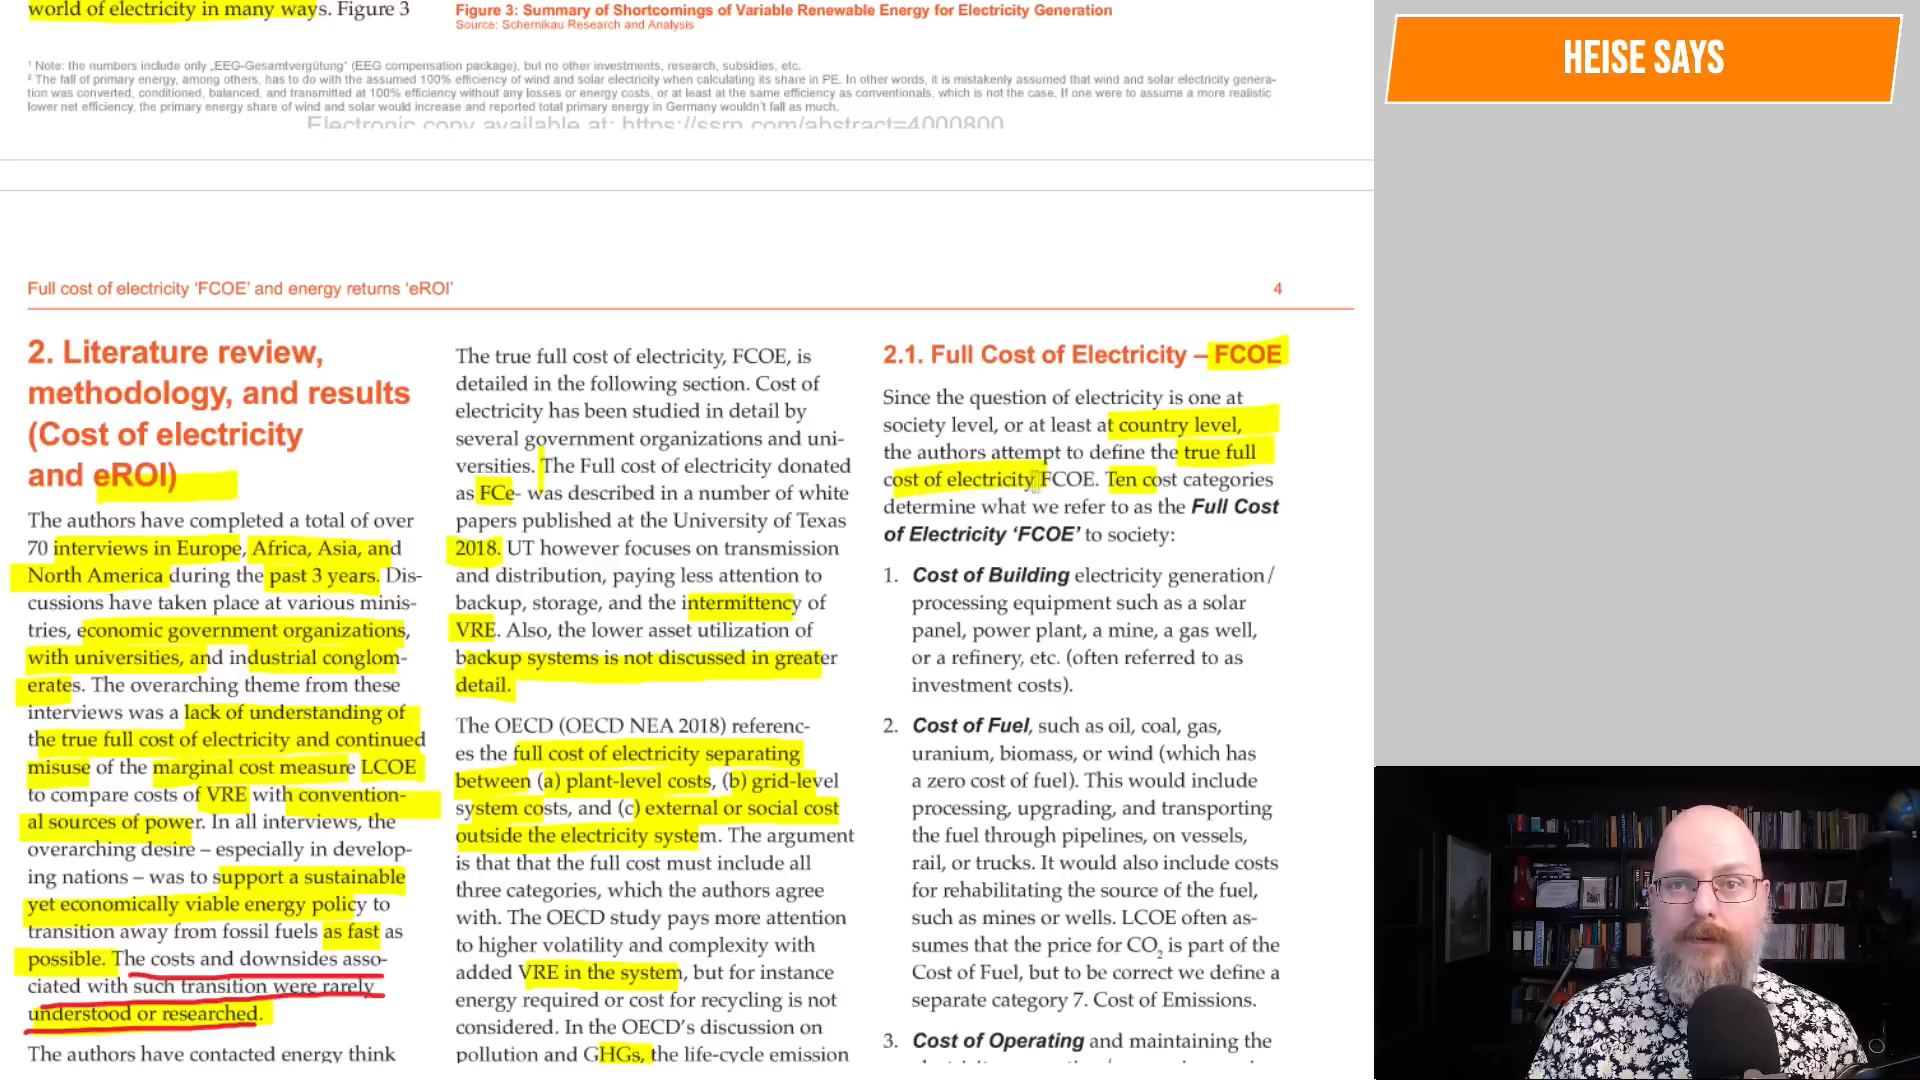 world of electricity in many ways. Figure 3
Figure 3: Summary of Shortcomings of Variable Renewable Energy for Electricity Generation
Source: Schernikau Research and Analysis
¹ Note: the numbers include only „EEG-Gesamtvergütung“ (EEG compensation package), but no other investments, research, subsidies, etc.
² The fall of primary energy, among others, has to do with the assumed 100% efficiency of wind and solar electricity when calculating its share in PE. In other words, it is mistakenly assumed that wind and solar electricity genera-
tion was converted, conditioned, balanced, and transmitted at 100% efficiency without any losses or energy costs, or at least at the same efficiency as conventionals, which is not the case. If one were to assume a more realistic
lower net efficiency, the primary energy share of wind and solar would increase and reported total primary energy in Germany wouldn't fall as much.
Electronic copy available at: https://ssrn.com/abstract=4000800
Full cost of electricity ‘FCOE’ and energy returns ‘eROI’
4
2. Literature review,
methodology, and results
(Cost of electricity
and eROI)
The authors have completed a total of over
70 interviews in Europe, Africa, Asia, and
North America during the past 3 years. Dis-
cussions have taken place at various minis-
tries, economic government organizations,
with universities, and industrial conglom-
erates. The overarching theme from these
interviews was a lack of understanding of
the true full cost of electricity and continued
misuse of the marginal cost measure LCOE
to compare costs of VRE with convention-
al sources of power. In all interviews, the
overarching desire – especially in develop-
ing nations – was to support a sustainable
yet economically viable energy policy to
transition away from fossil fuels as fast as
possible. The costs and downsides asso-
ciated with such transition were rarely
understood or researched.
The authors have contacted energy think
The true full cost of electricity, FCOE, is
detailed in the following section. Cost of
electricity has been studied in detail by
several government organizations and uni-
versities. The Full cost of electricity donated
as FCe- was described in a number of white
papers published at the University of Texas
2018. UT however focuses on transmission
and distribution, paying less attention to
backup, storage, and the intermittency of
VRE. Also, the lower asset utilization of
backup systems is not discussed in greater
detail.
The OECD (OECD NEA 2018) referenc-
es the full cost of electricity separating
between (a) plant-level costs, (b) grid-level
system costs, and (c) external or social cost
outside the electricity system. The argument
is that that the full cost must include all
three categories, which the authors agree
with. The OECD study pays more attention
to higher volatility and complexity with
added VRE in the system, but for instance
energy required or cost for recycling is not
considered. In the OECD's discussion on
pollution and GHGs, the life-cycle emission
2.1. Full Cost of Electricity – FCOE
Since the question of electricity is one at
society level, or at least at country level,
the authors attempt to define the true full
cost of electricity FCOE. Ten cost categories
determine what we refer to as the Full Cost
of Electricity ‘FCOE’ to society:
1. Cost of Building electricity generation/
processing equipment such as a solar
panel, power plant, a mine, a gas well,
or a refinery, etc. (often referred to as
investment costs).
2. Cost of Fuel, such as oil, coal, gas,
uranium, biomass, or wind (which has
a zero cost of fuel). This would include
processing, upgrading, and transporting
the fuel through pipelines, on vessels,
rail, or trucks. It would also include costs
for rehabilitating the source of the fuel,
such as mines or wells. LCOE often as-
sumes that the price for CO₂ is part of the
Cost of Fuel, but to be correct we define a
separate category 7. Cost of Emissions.
3. Cost of Operating and maintaining the
HEISE SAYS